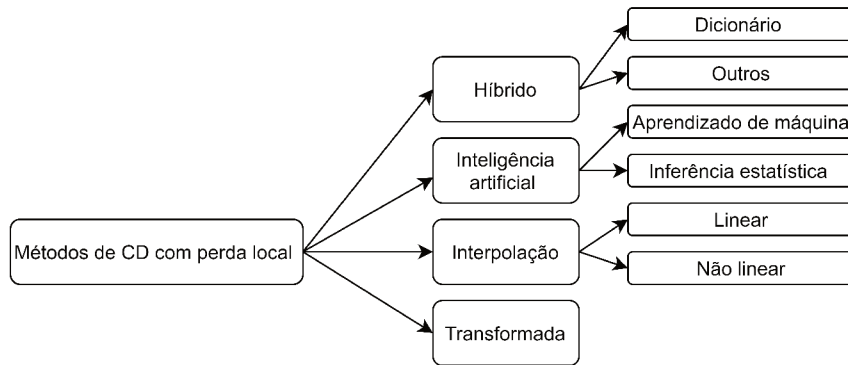 Métodos de CD com perda local
Híbrido
Dicionário
Outros
Inteligência
artificial
Aprendizado de máquina
Inferência estatística
Interpolação
Linear
Não linear
Transformada